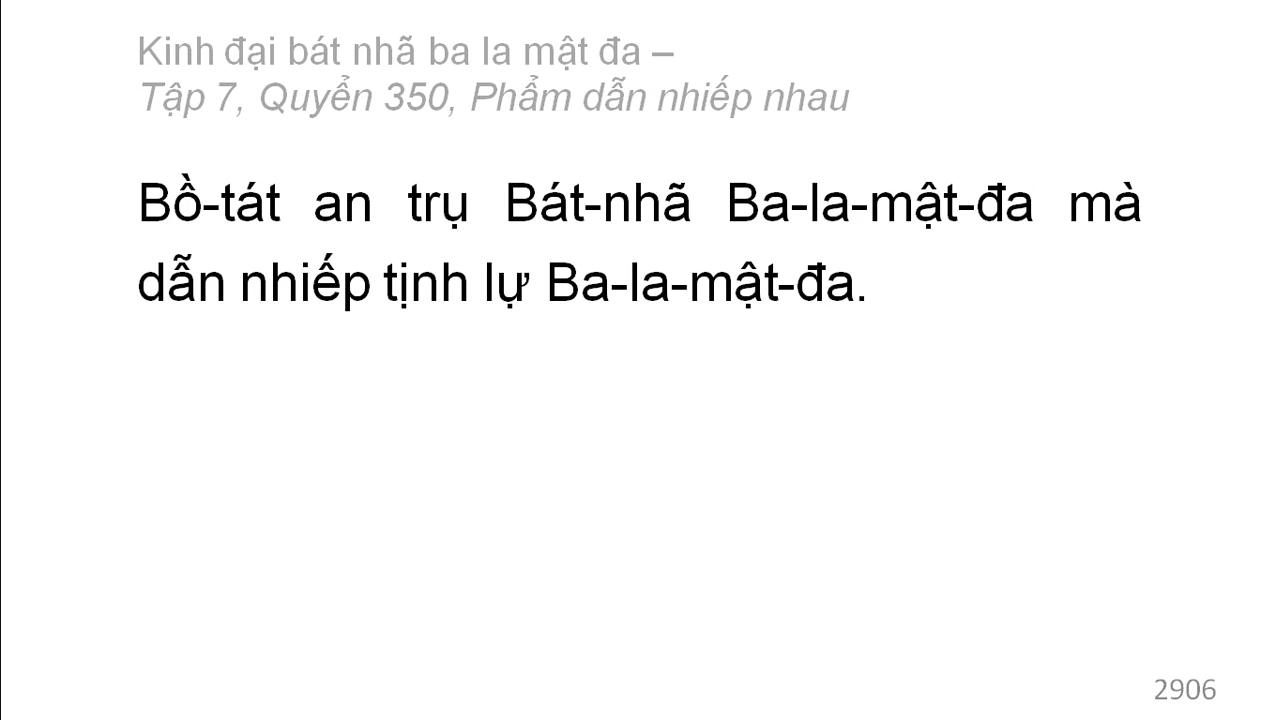 Kinh đại bát nhã ba la mật đa –
Tập 7, Quyển 350, Phẩm dẫn nhiếp nhau
Bồ-tát an trụ Bát-nhã Ba-la-mật-đa mà
dẫn nhiếp tịnh lự Ba-la-mật-đa.
2906